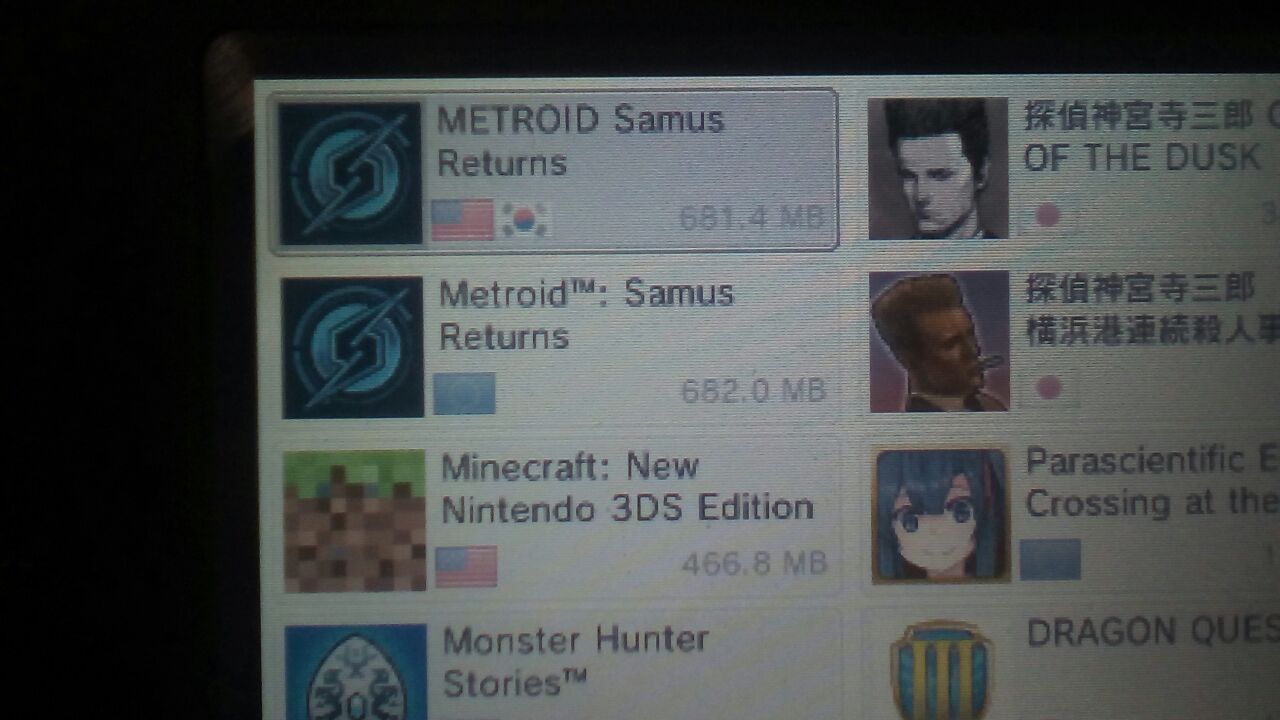 METROID Samus
Returns
681.4 MB
Metroid™: Samus
Returns
682.0 MB
Minecraft: New
Nintendo 3DS Edition
466.8 MB
Monster Hunter
Stories™
探偵神宮寺三郎
OF THE DUSK
探偵神宮寺三郎
横浜港連続殺人事
Parascientific
Crossing at the
DRAGON QUES